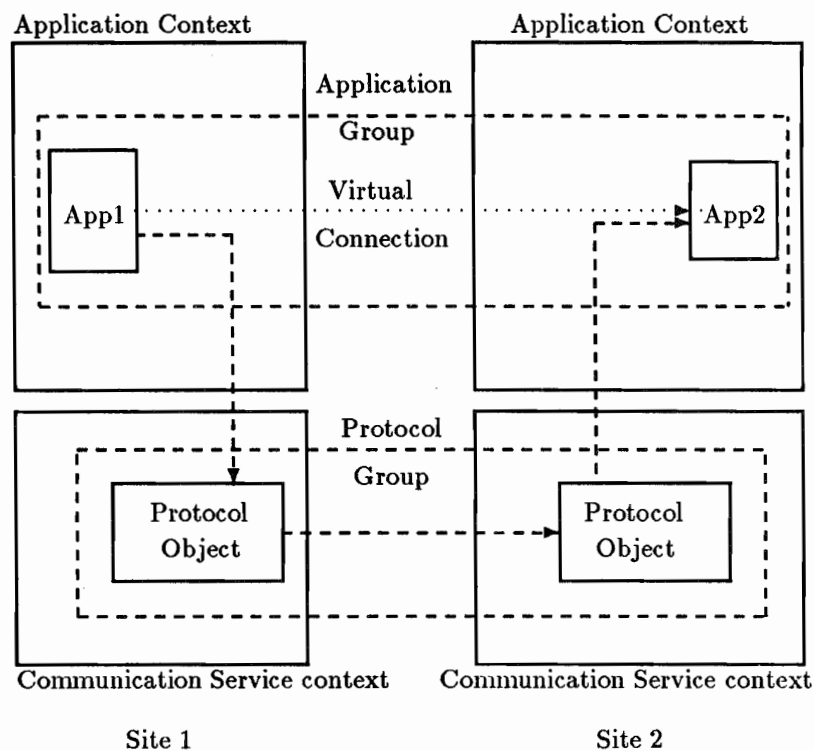 Application Context
Application Context
Application
Group
Virtual
App1
App2
Connection
Protocol
Group
Protocol
Object
Protocol
Object
Communication Service context
Communication Service context
Site 1
Site 2